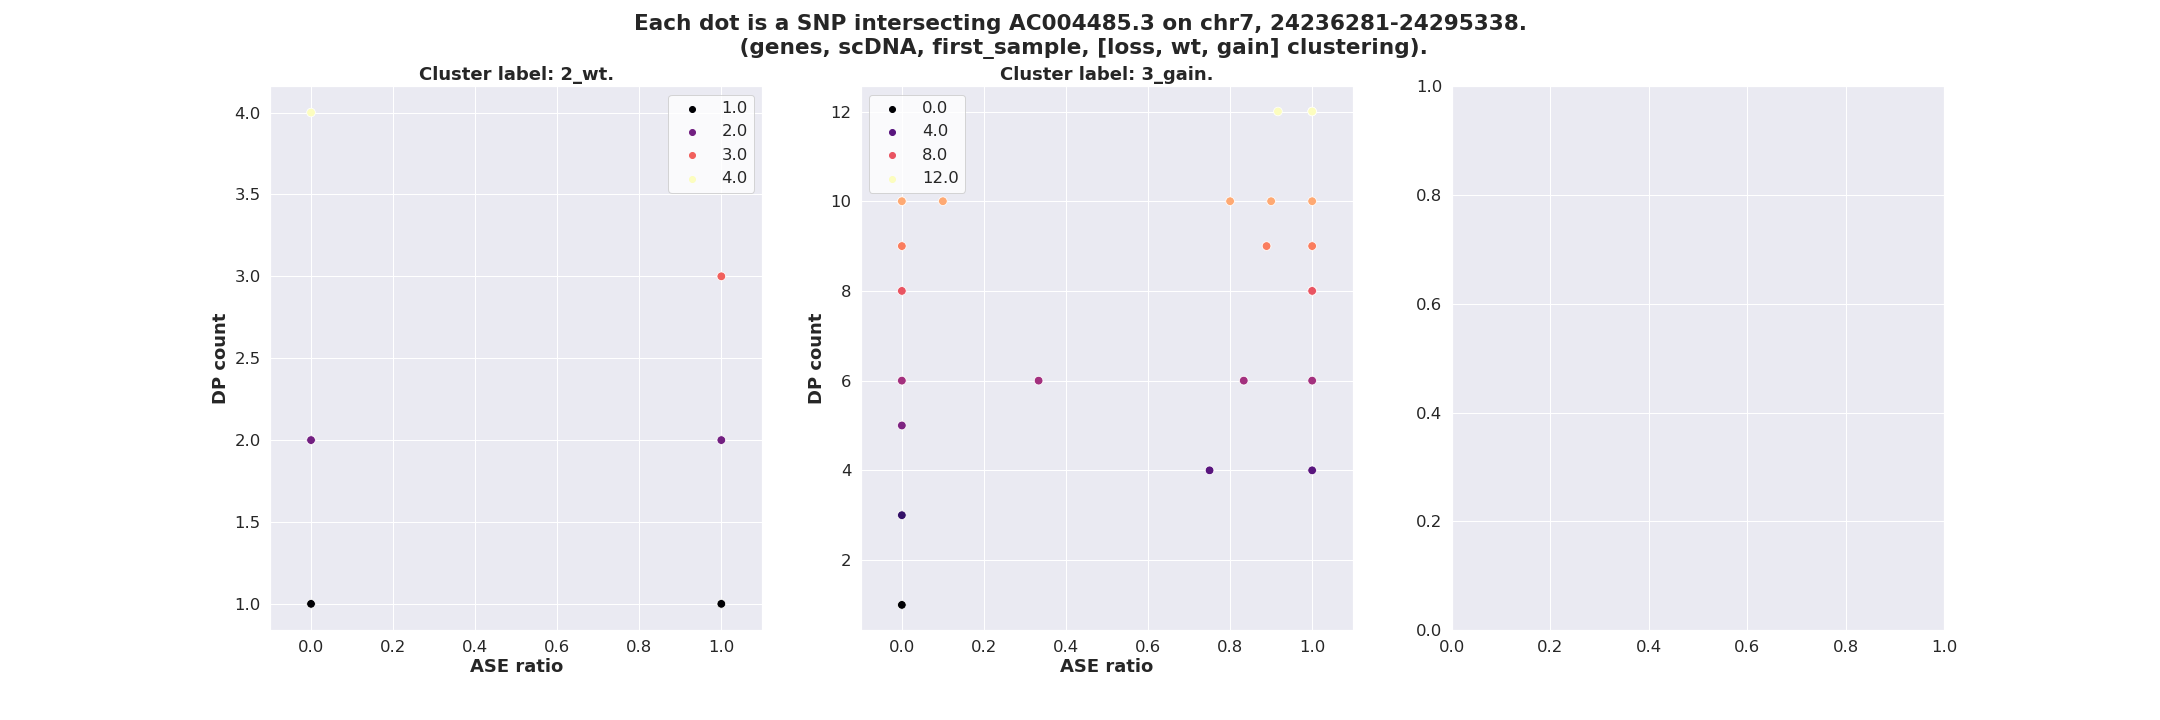 Each dot is a SNP intersecting AC004485.3 on chr7, 24236281-24295338.
(genes, scDNA, first_sample, [loss, wt, gain] clustering).
Cluster label: 2_wt.
4.0
3.5
3.0
2.5
2.0
1.5
1.0
DP count
1.0
2.0
3.0
4.0
0.0 0.2 0.4 0.6 0.8 1.0
ASE ratio
Cluster label: 3_gain.
12
10
8
6
4
2
DP count
0.0
4.0
8.0
12.0
0.0 0.2 0.4 0.6 0.8 1.0
ASE ratio
1.0
0.8
0.6
0.4
0.2
0.0
0.0 0.2 0.4 0.6 0.8 1.0